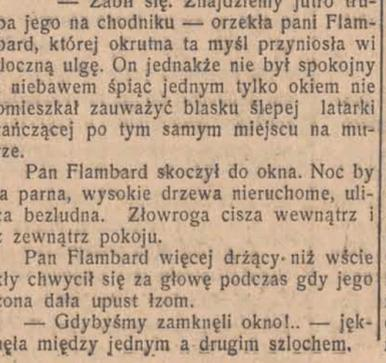 — Zabił się. Znajdziemy jutro tru-
pa jego na chodniku — orzekła pani Flam-
bard, której okrutna ta myśl przyniosła wi
doczną ulgę. On jednakże nie był spokojny
i niebawem śpiąc jednym tylko okiem nie
omieszkał zauważyć blasku ślepej latarki
tańczącej po tym samym miejscu na mu-
rze.
Pan Flambard skoczył do okna. Noc by
ła parna, wysokie drzewa nieruchome, uli-
ca bezludna. Złowroga cisza wewnątrz i
z zewnątrz pokoju.
Pan Flambard więcej drżący niż wście
kły chwycił się za głowę podczas gdy jego
żona dała upust łzom.
— Gdybyśmy zamknęli okno!.. — jęk-
nęła między jednym a drugim szlochem.